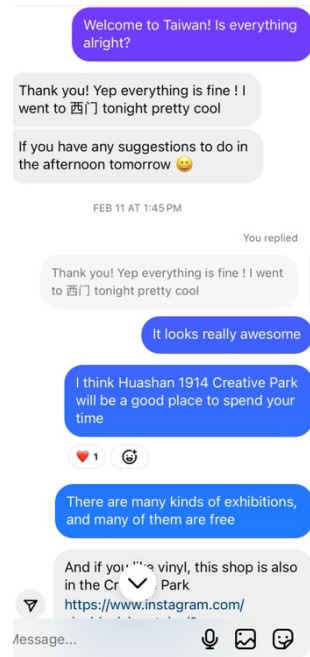 Welcome to Taiwan! Is everything
alright?
Thank you! Yep everything is fine ! I
went to 西门 tonight pretty cool
If you have any suggestions to do in
the afternoon tomorrow 😀
FEB 11 AT 1:45 PM
You replied
Thank you! Yep everything is fine ! I went
to 西门 tonight pretty cool
It looks really awesome
I think Huashan 1914 Creative Park
will be a good place to spend your
time
❤️ 1
There are many kinds of exhibitions,
and many of them are free
And if you like vinyl, this shop is also
in the Park
https://www.instagram.com/
Message...